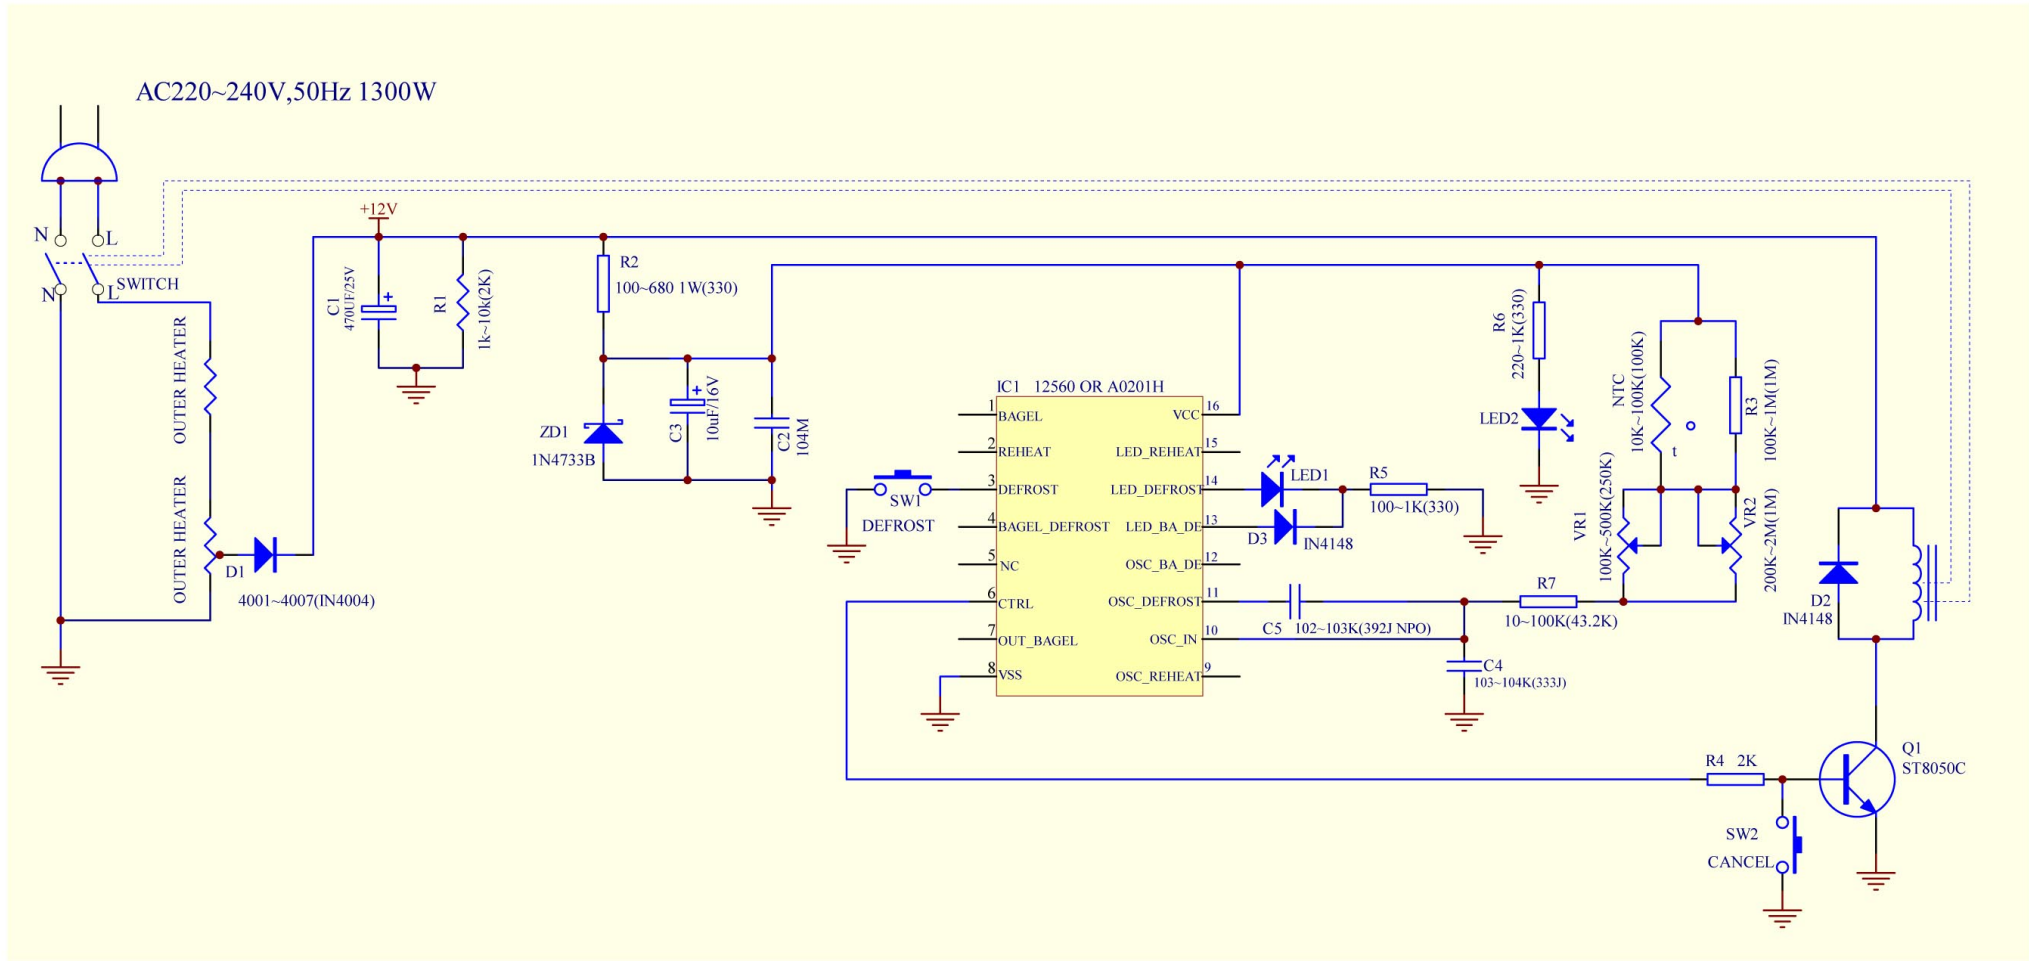 AC220~240V,50Hz 1300W
+12V
N
L
SWITCH
N
L
C1
470UF/25V
+
R1
1k~10k(2K)
R2
100~680 1W(330)
OUTER HEATER
OUTER HEATER
D1
4001~4007(IN4004)
ZD1
1N4733B
C3
+
10uF/16V
C2
104M
IC1 12560 OR A0201H
1 BAGEL
2 REHEAT
3 DEFROST
4 BAGEL_DEFROST
5 NC
6 CTRL
7 OUT_BAGEL
8 VSS
VCC 16
LED_REHEAT 15
LED_DEFROST 14
LED_BA_DE 13
OSC_BA_DE 12
OSC_DEFROST 11
OSC_IN 10
OSC_REHEAT 9
SW1
DEFROST
LED1
D3
IN4148
R5
100~1K(330)
R6
220~1K(330)
LED2
NTC
10K~100K(100K)
t
R3
100K~1M(1M)
VR1
100K~500K(250K)
VR2
200K~2M(1M)
R7
10~100K(43.2K)
C5
102~103K(392J NPO)
C4
103~104K(333J)
D2
IN4148
R4 2K
Q1
ST8050C
SW2
CANCEL